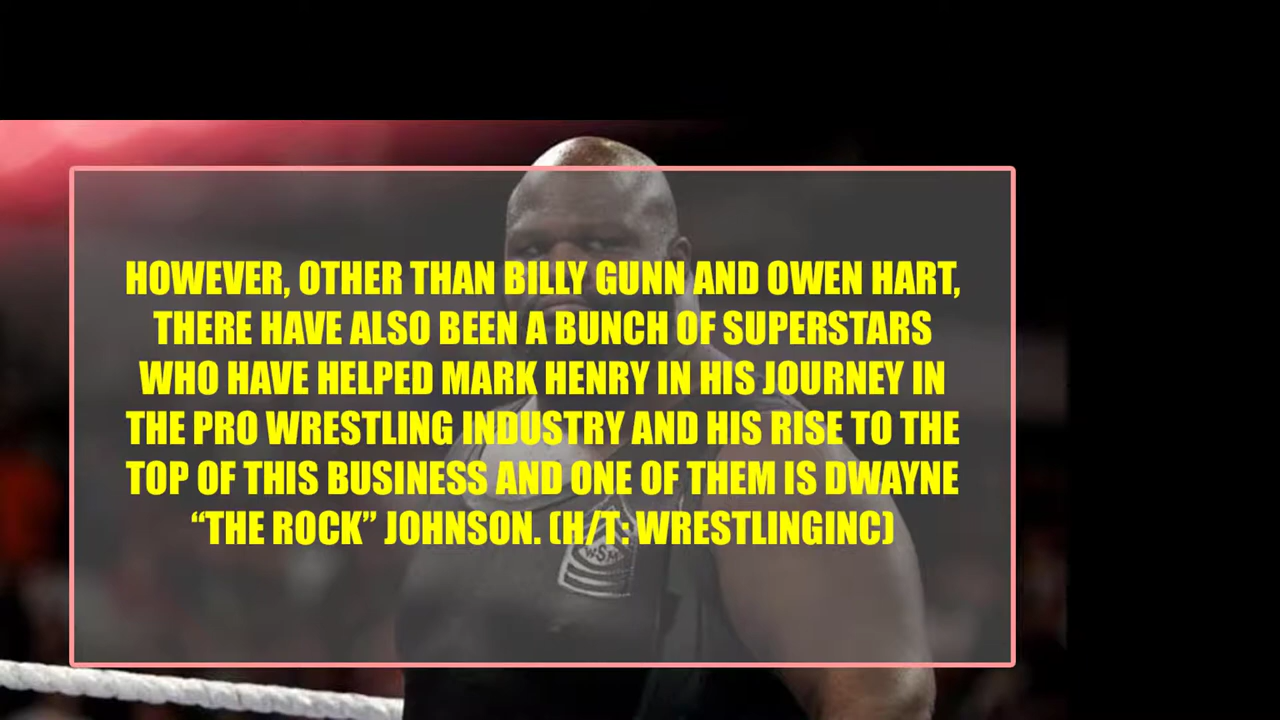 HOWEVER, OTHER THAN BILLY GUNN AND OWEN HART,
THERE HAVE ALSO BEEN A BUNCH OF SUPERSTARS
WHO HAVE HELPED MARK HENRY IN HIS JOURNEY IN
THE PRO WRESTLING INDUSTRY AND HIS RISE TO THE
TOP OF THIS BUSINESS AND ONE OF THEM IS DWAYNE
“THE ROCK” JOHNSON. (H/T: WRESTLINGINC)
WSM